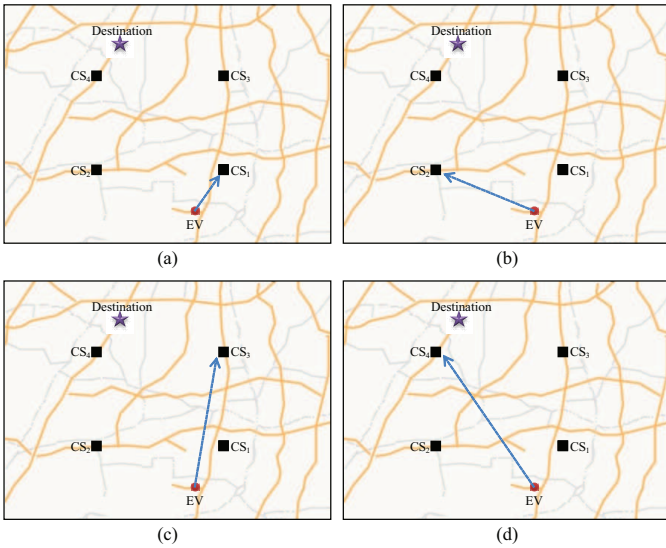 Destination
CS4 CS3
CS2 CS1
EV
(a)
Destination
CS4 CS3
CS2 CS1
EV
(b)
Destination
CS4 CS3
CS2 CS1
EV
(c)
Destination
CS4 CS3
CS2 CS1
EV
(d)